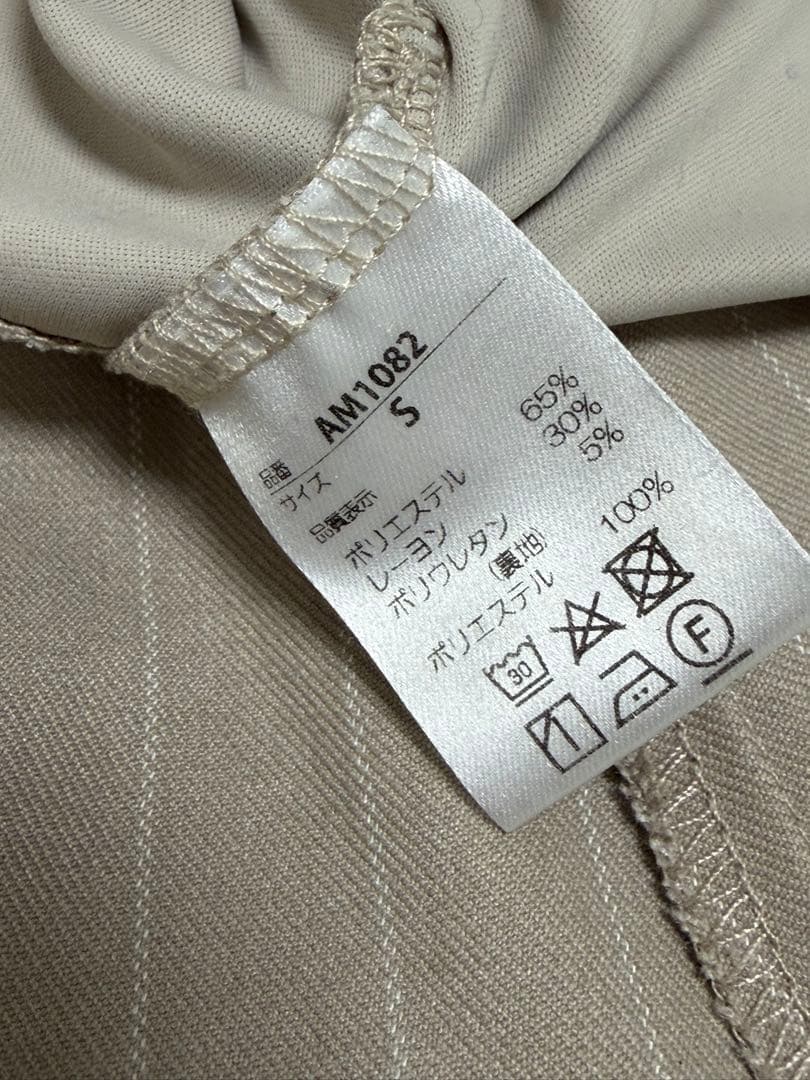 品番 AM1082
サイズ S
品質表示
ポリエステル 65%
レーヨン 30%
ポリウレタン 5%
(裏地)
ポリエステル 100%
30
F